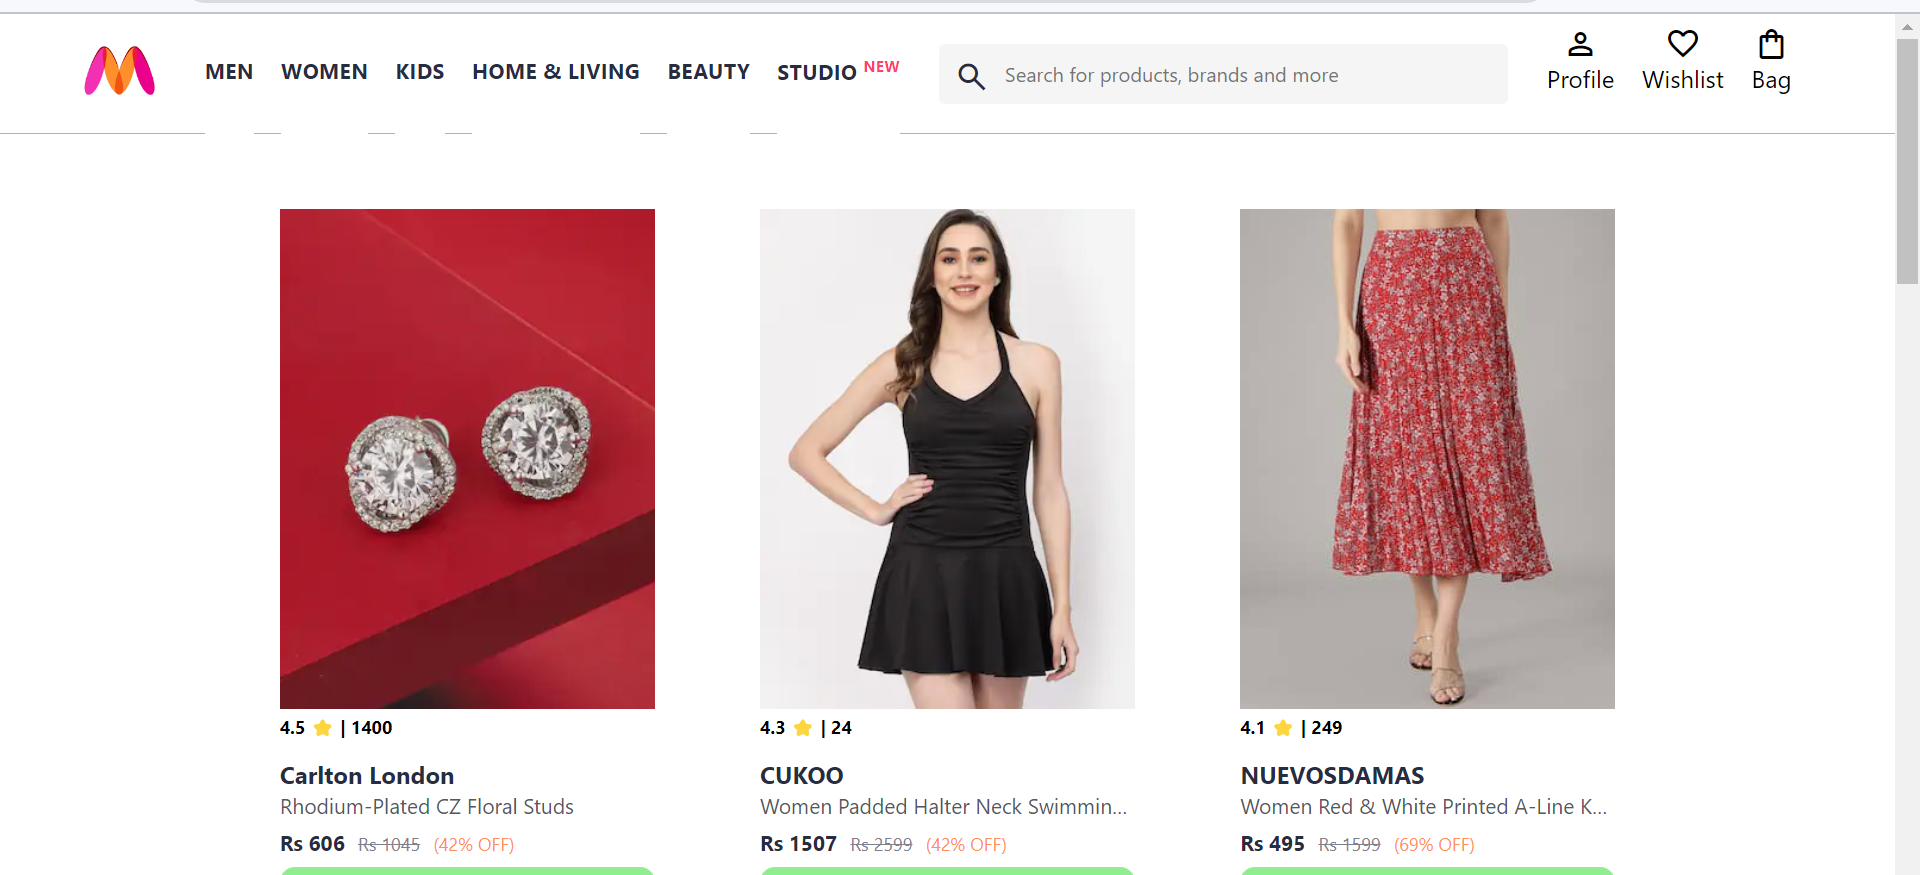 MEN WOMEN KIDS HOME & LIVING BEAUTY STUDIO NEW
Search for products, brands and more
Profile Wishlist Bag
4.5 ⭐ | 1400
Carlton London
Rhodium-Plated CZ Floral Studs
Rs 606 Rs 1045 (42% OFF)
4.3 ⭐ | 24
CUKOO
Women Padded Halter Neck Swimmin...
Rs 1507 Rs 2599 (42% OFF)
4.1 ⭐ | 249
NUEVOSDAMAS
Women Red & White Printed A-Line K...
Rs 495 Rs 1599 (69% OFF)